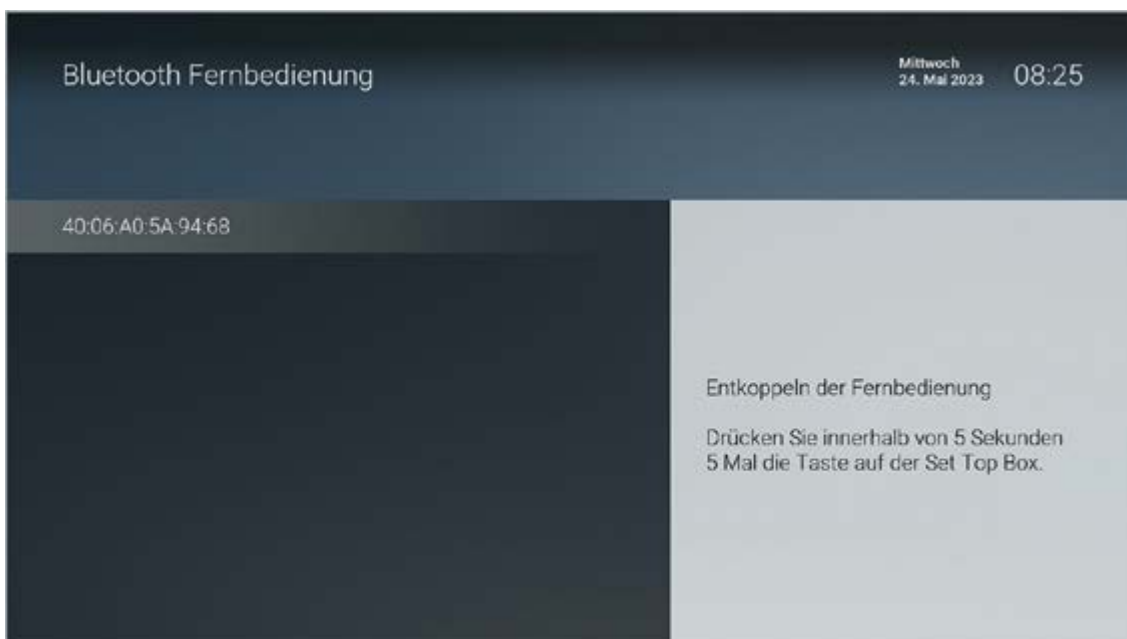 Bluetooth Fernbedienung
Mittwoch
24. Mai 2023
08:25
40:06:A0:5A:94:68
Entkoppeln der Fernbedienung
Drücken Sie innerhalb von 5 Sekunden
5 Mal die Taste auf der Set Top Box.